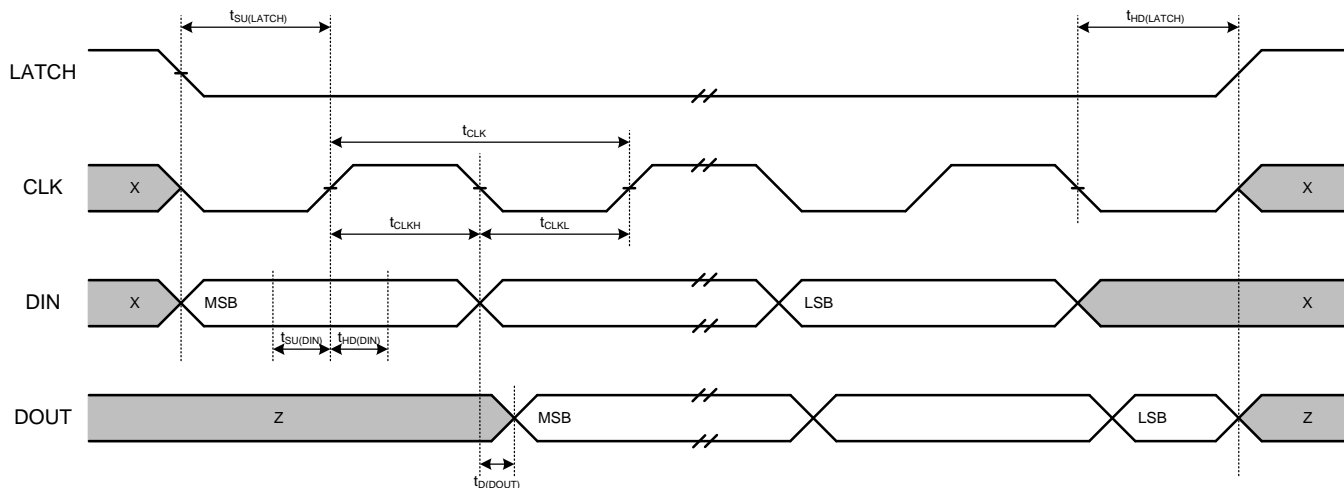 tSU(LATCH)
tHD(LATCH)
LATCH
tCLK
CLK
X
X
tCLKH
tCLKL
DIN
X
MSB
LSB
X
tSU(DIN)
tHD(DIN)
DOUT
Z
MSB
LSB
Z
tD(DOUT)